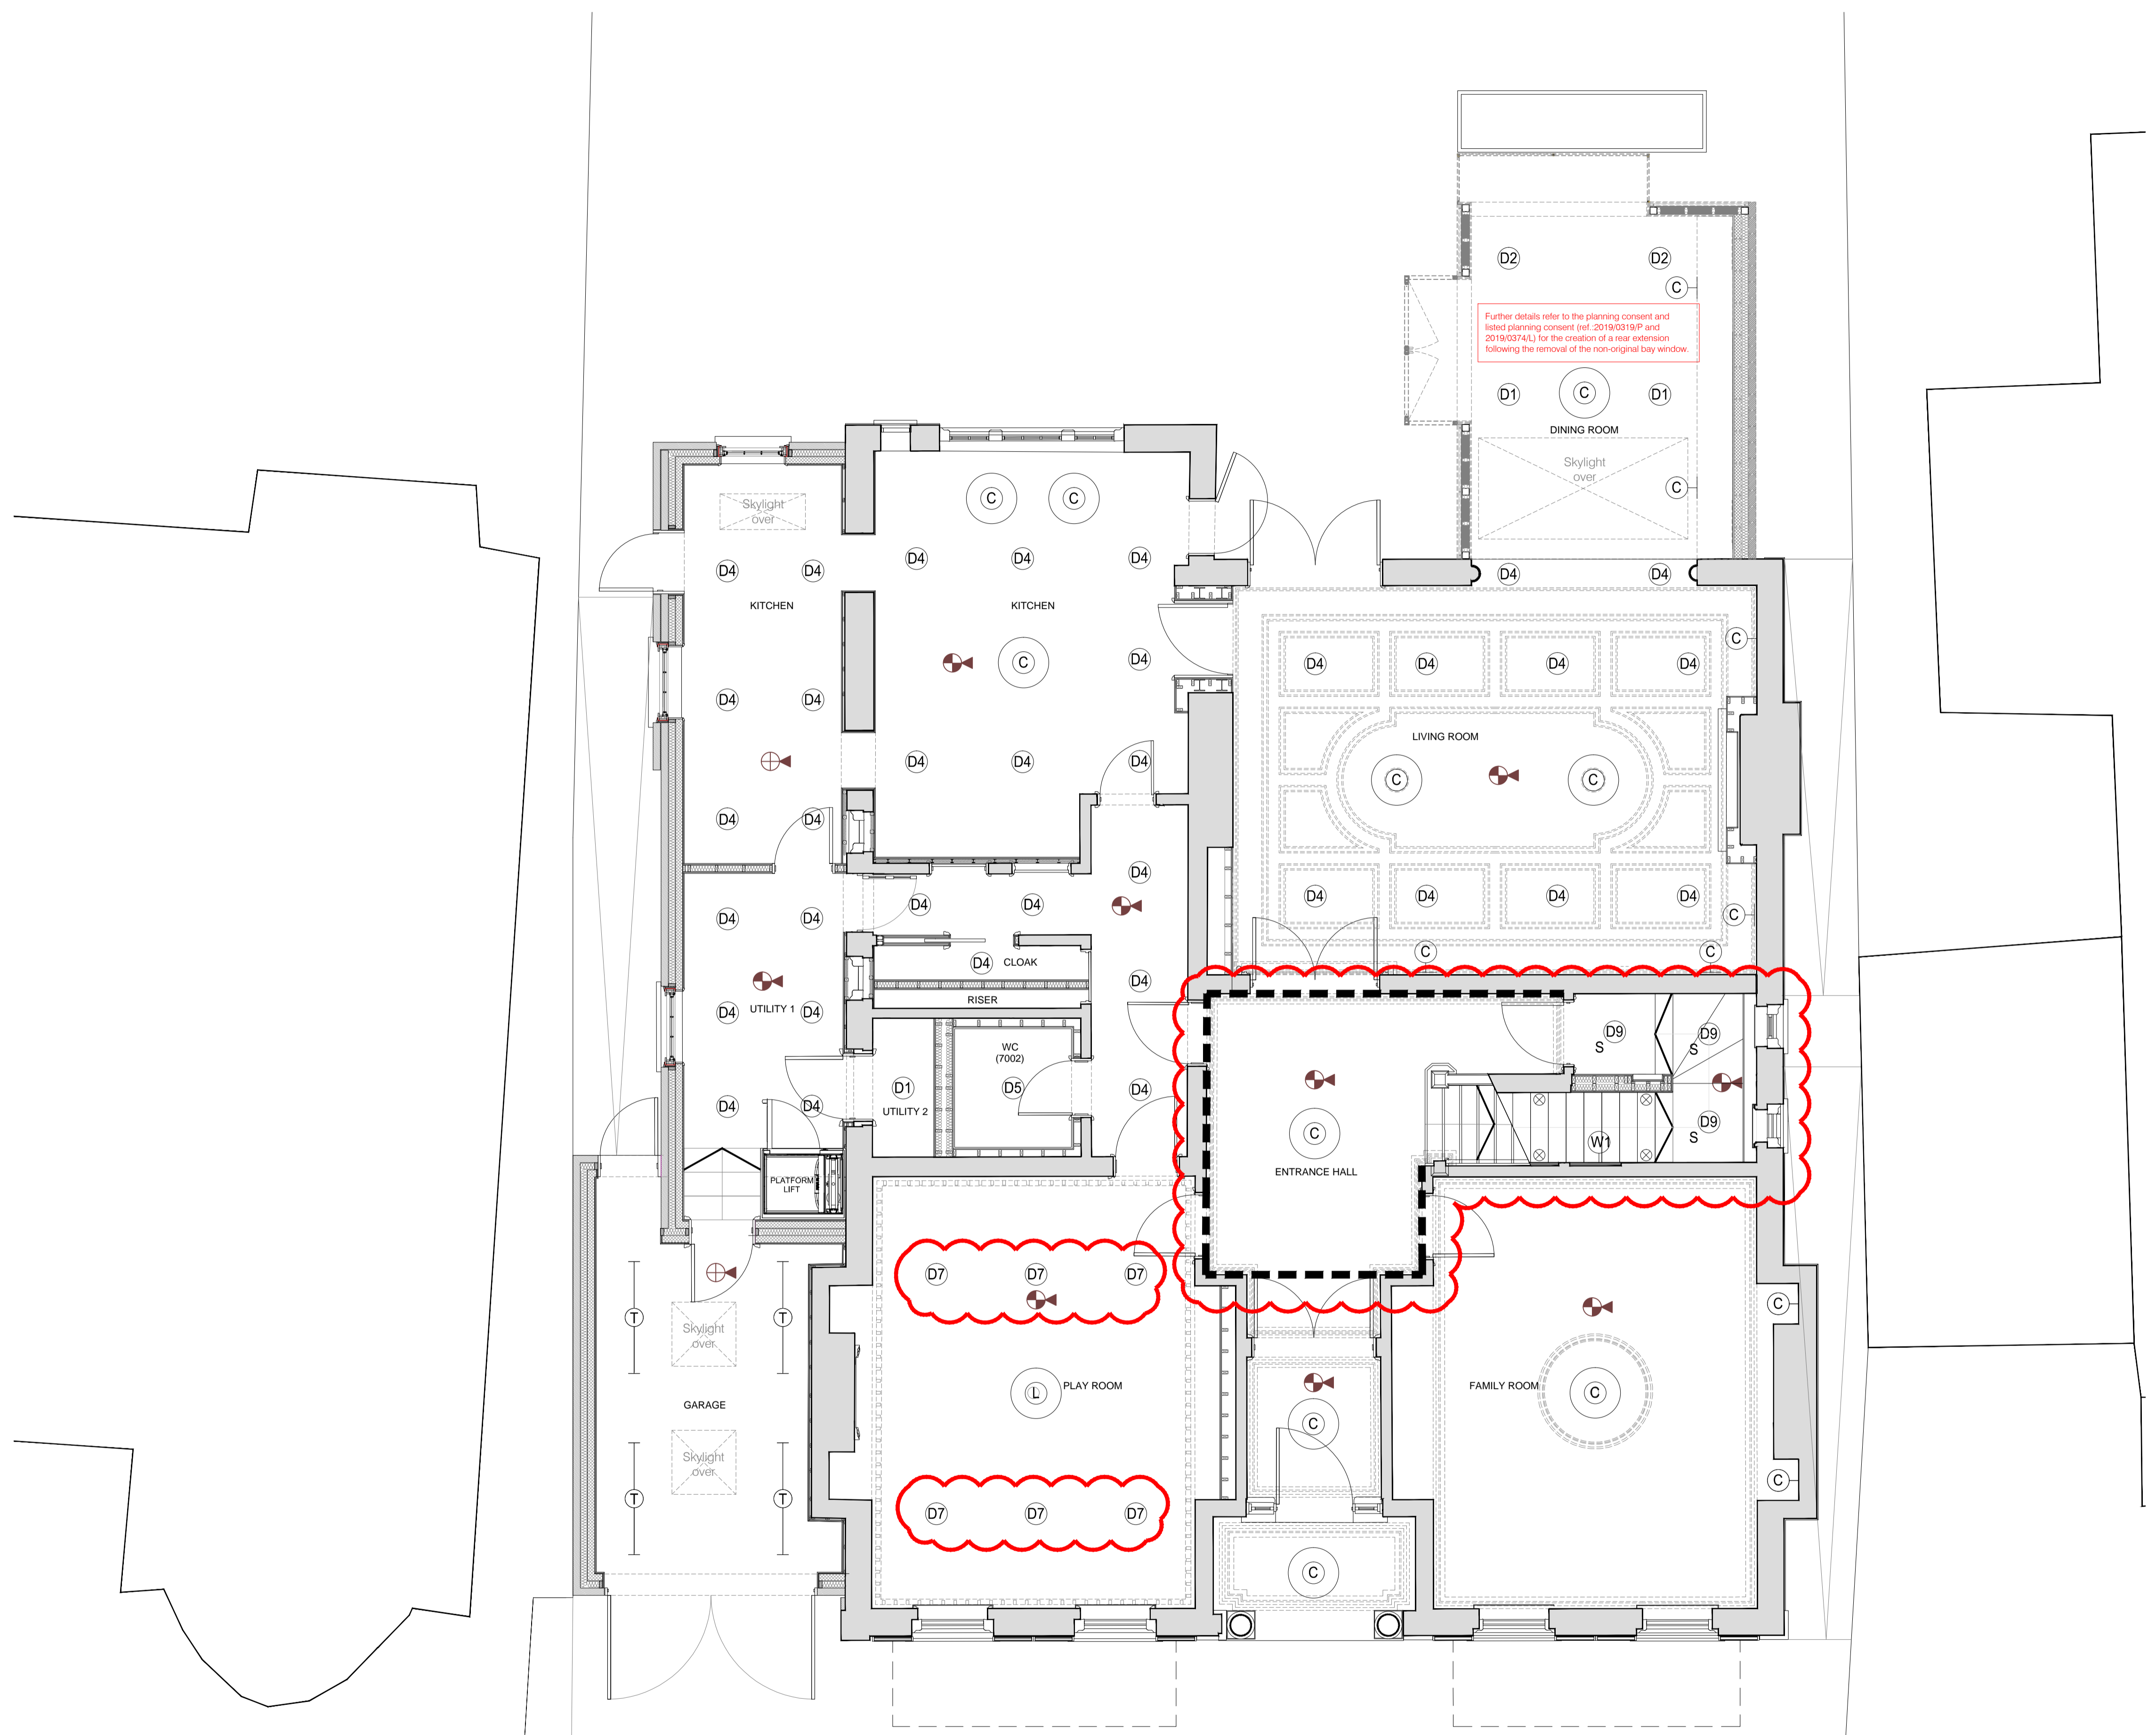 D2 D2
C
Further details refer to the planning consent and
listed planning consent (ref.:2019/0319/P and
2019/0374/L) for the creation of a rear extension
following the removal of the non-original bay window.
D1 C D1
DINING ROOM
Skylight
over
C
Skylight
over
C C
D4 D4 D4 D4 D4
D4 D4
KITCHEN KITCHEN
C
C D4
D4 D4 D4 D4
D4 D4
LIVING ROOM
D4 D4 D4
C C
D4 D4
D4
D4 D4 D4 D4
D4 D4
D4 D4
C
C C
D4 CLOAK
D4
RISER
UTILITY 1
D4 D4
D9 D9
S S
WC
(7002)
D1 D5 D4
UTILITY 2
D4 D4
C
D9
S
W1
ENTRANCE HALL
PLATFORM
LIFT
D7 D7 D7
T T
Skylight
over
C
L PLAY ROOM
FAMILY ROOM C
GARAGE
C
Skylight
over
C
T T
D7 D7 D7
C